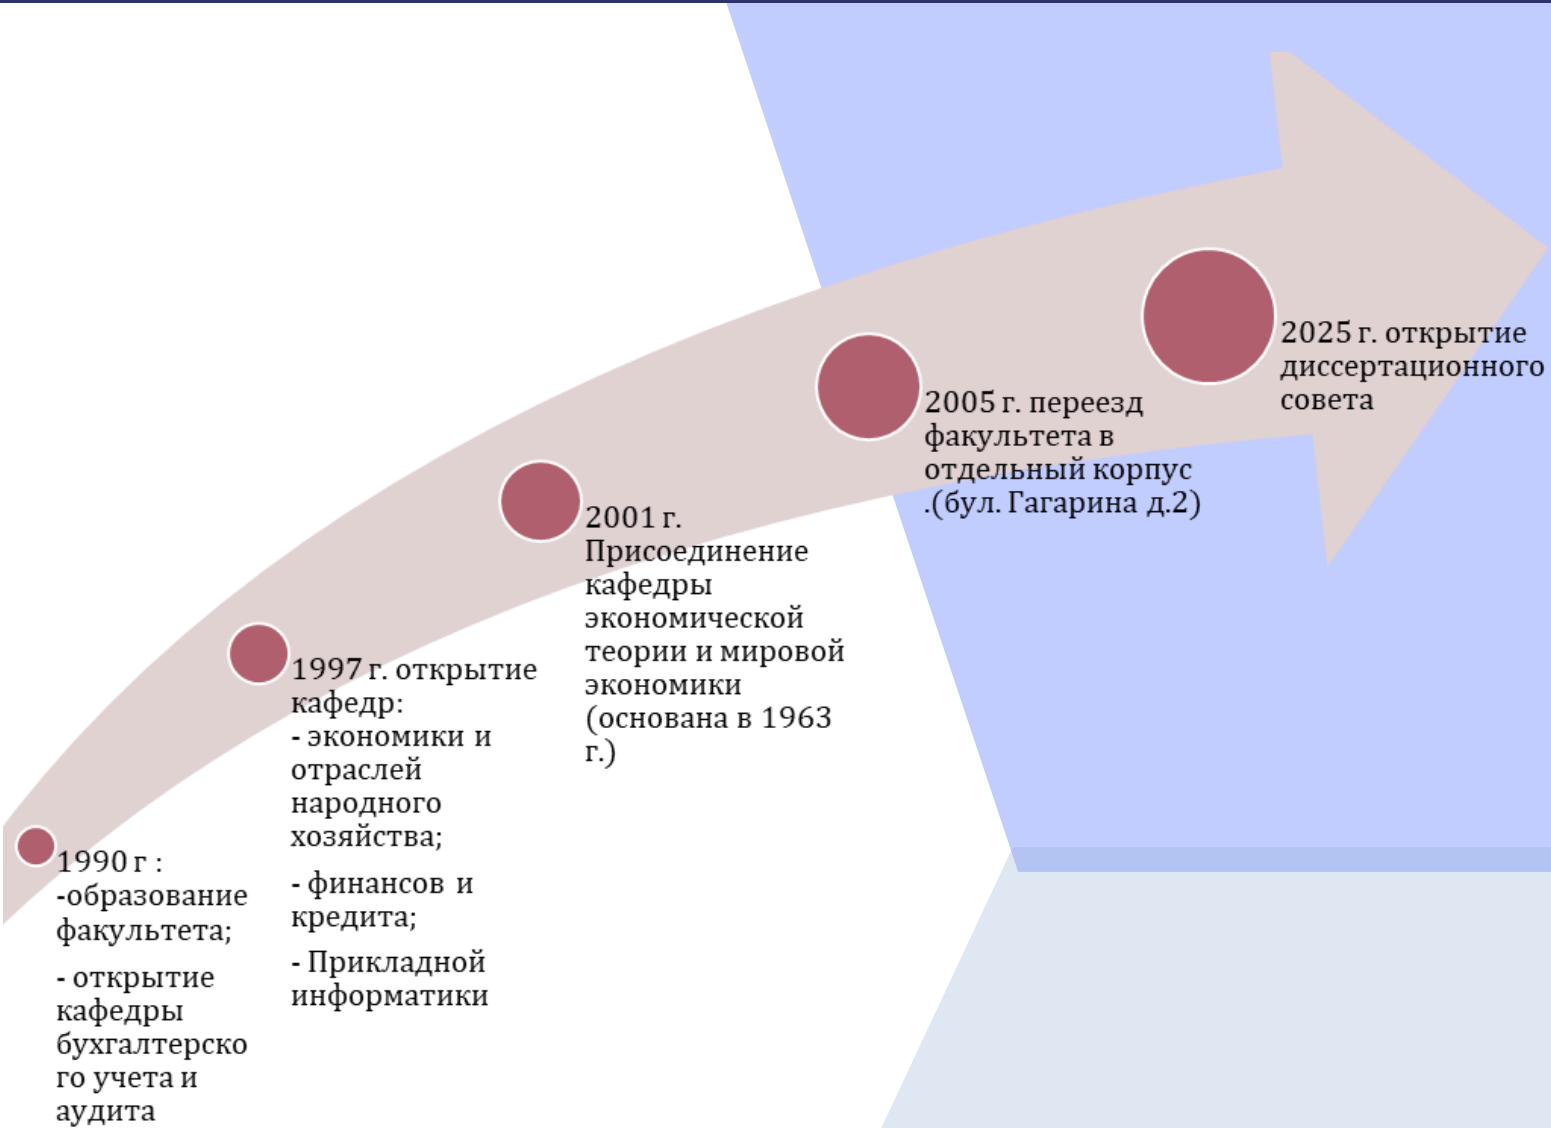 1990 г :
-образование
факультета;
- открытие
кафедры
бухгалтерско
го учета и
аудита
1997 г. открытие
кафедр:
- экономики и
отраслей
народного
хозяйства;
- финансов и
кредита;
- Прикладной
информатики
2001 г.
Присоединение
кафедры
экономической
теории и мировой
экономики
(основана в 1963
г.)
2005 г. переезд
факультета в
отдельный корпус
.(бул. Гагарина д.2)
2025 г. открытие
диссертационного
совета